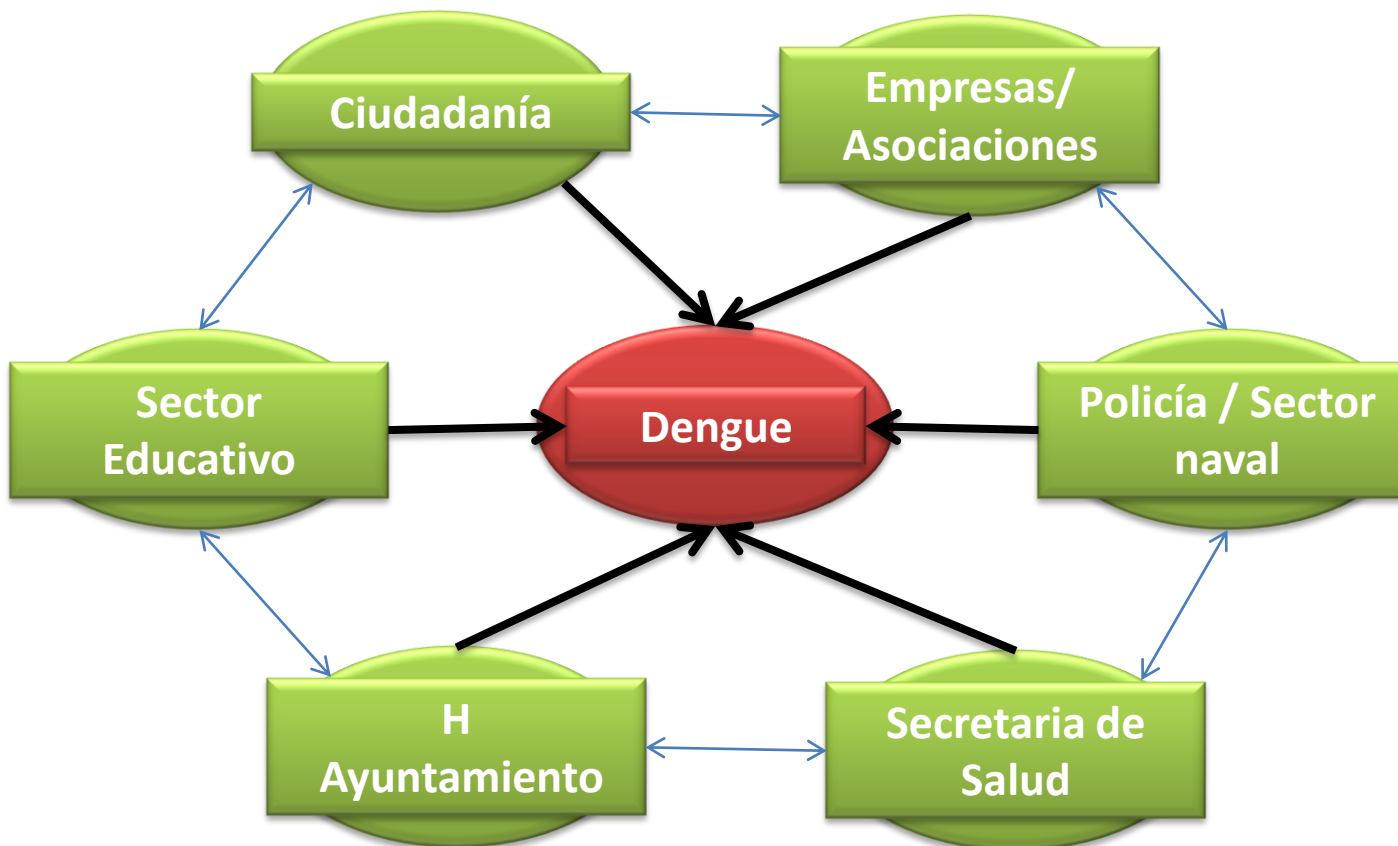 Ciudadanía
Empresas/
Asociaciones
Sector
Educativo
Dengue
Policía / Sector
naval
H
Ayuntamiento
Secretaria de
Salud